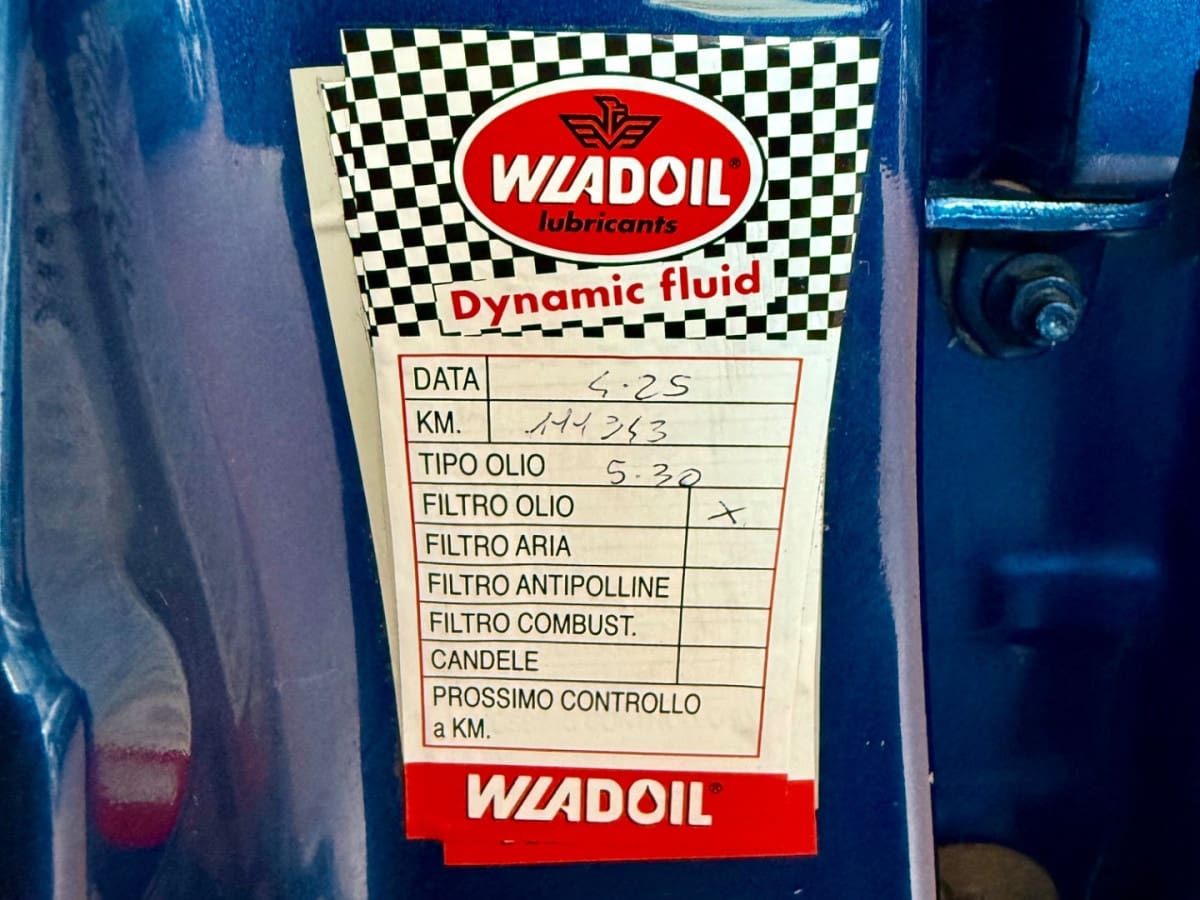 WLADOIL®
lubricants
Dynamic fluid
DATA 4.25
KM. 111343
TIPO OLIO 5.30
FILTRO OLIO X
FILTRO ARIA
FILTRO ANTIPOLLINE
FILTRO COMBUST.
CANDELE
PROSSIMO CONTROLLO
a KM.
WLADOIL®